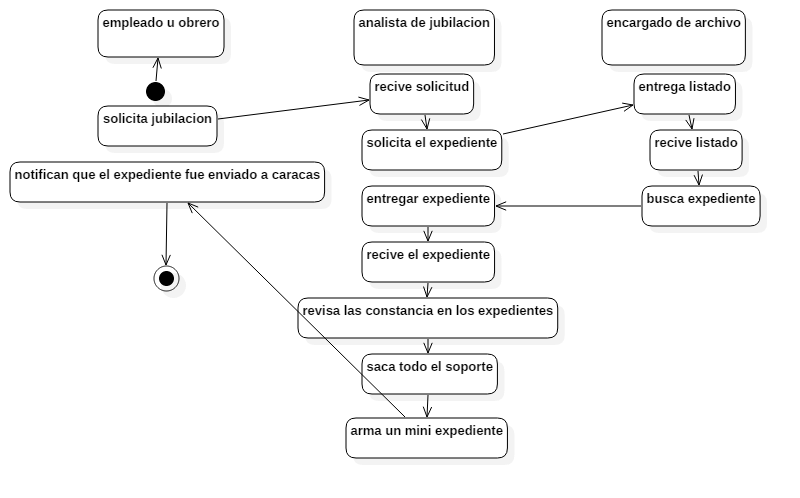 empleado u obrero
analista de jubilacion
encargado de archivo
recive solicitud
entrega listado
solicita jubilacion
solicita el expediente
recive listado
notifican que el expediente fue enviado a caracas
entregar expediente
busca expediente
recive el expediente
revisa las constancia en los expedientes
saca todo el soporte
arma un mini expediente